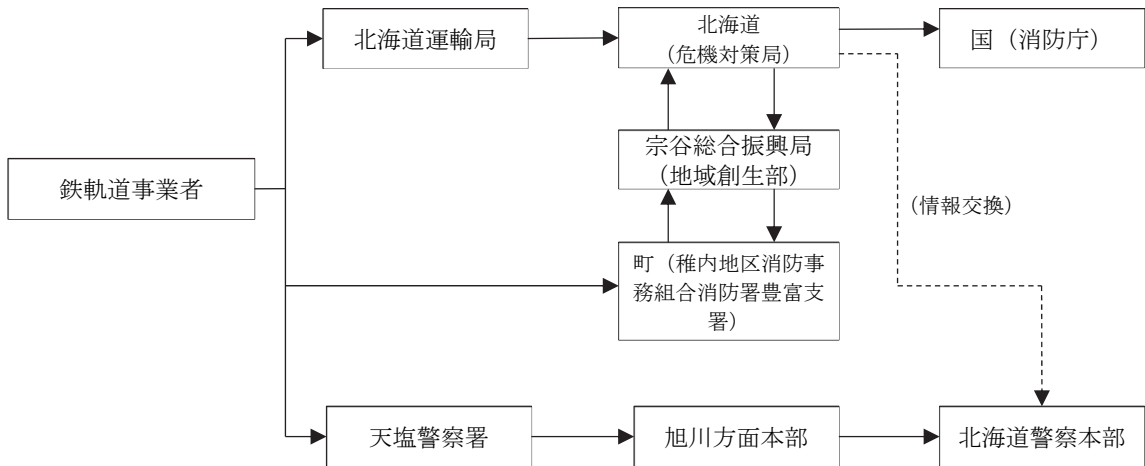 北海道運輸局
北海道
（危機対策局）
国（消防庁）
宗谷総合振興局
（地域創生部）
鉄軌道事業者
（情報交換）
町（稚内地区消防事
務組合消防署豊富支
署）
天塩警察署
旭川方面本部
北海道警察本部